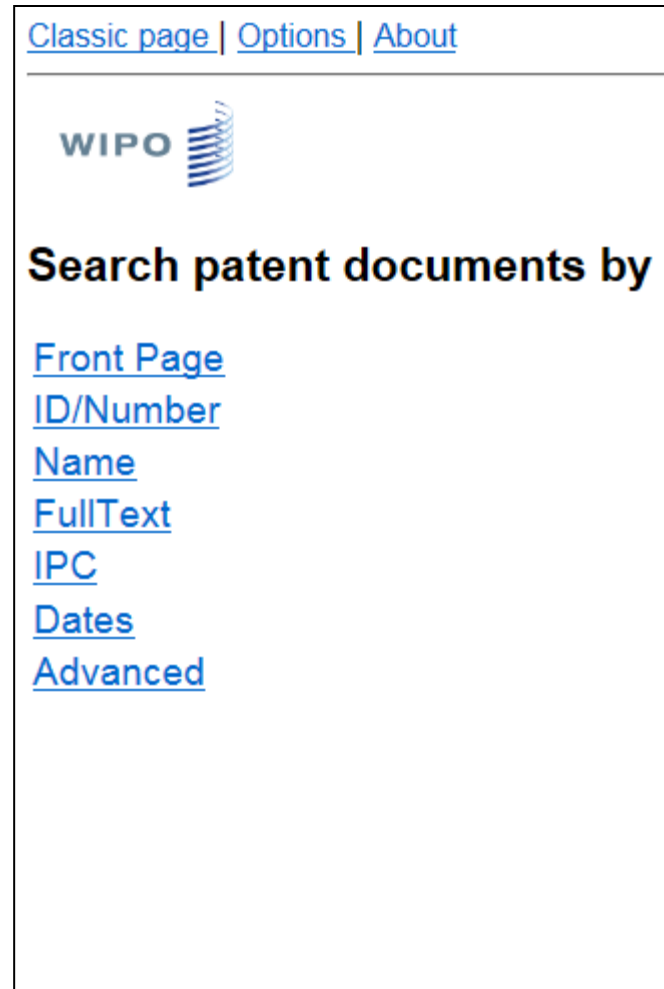 Classic page | Options | About
WIPO
Search patent documents by
Front Page
ID/Number
Name
FullText
IPC
Dates
Advanced